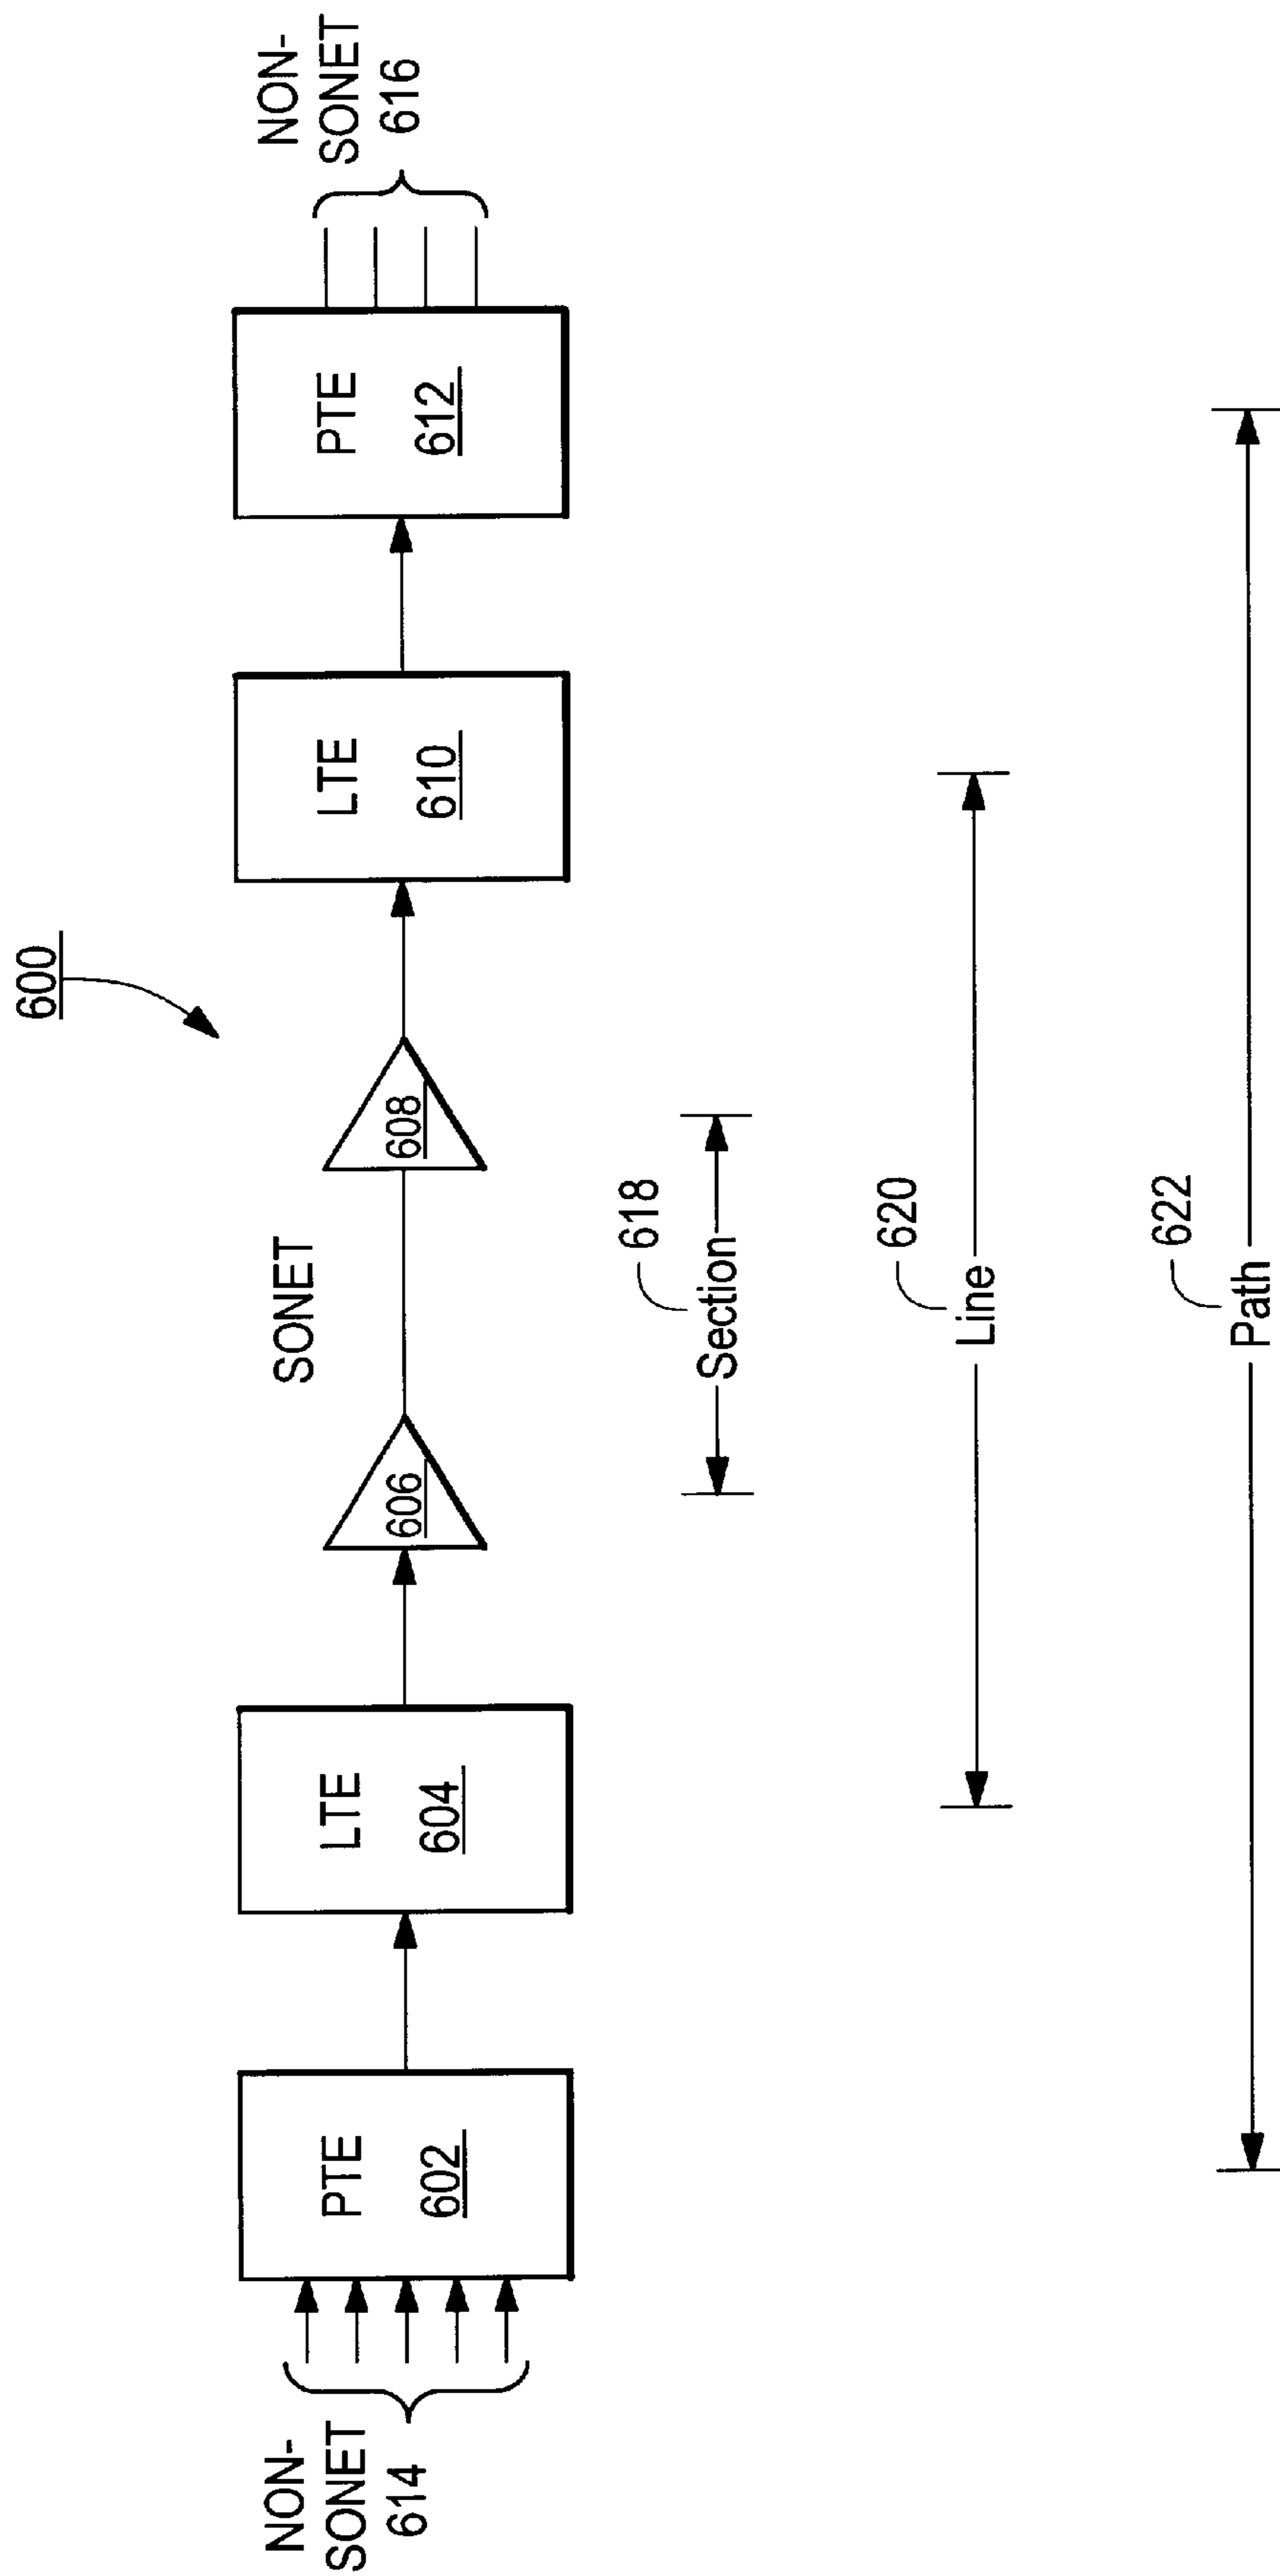 600
SONET
NON-
SONET
614
PTE
602
LTE
604
606
608
LTE
610
PTE
612
NON-
SONET
616
618
Section
620
Line
622
Path